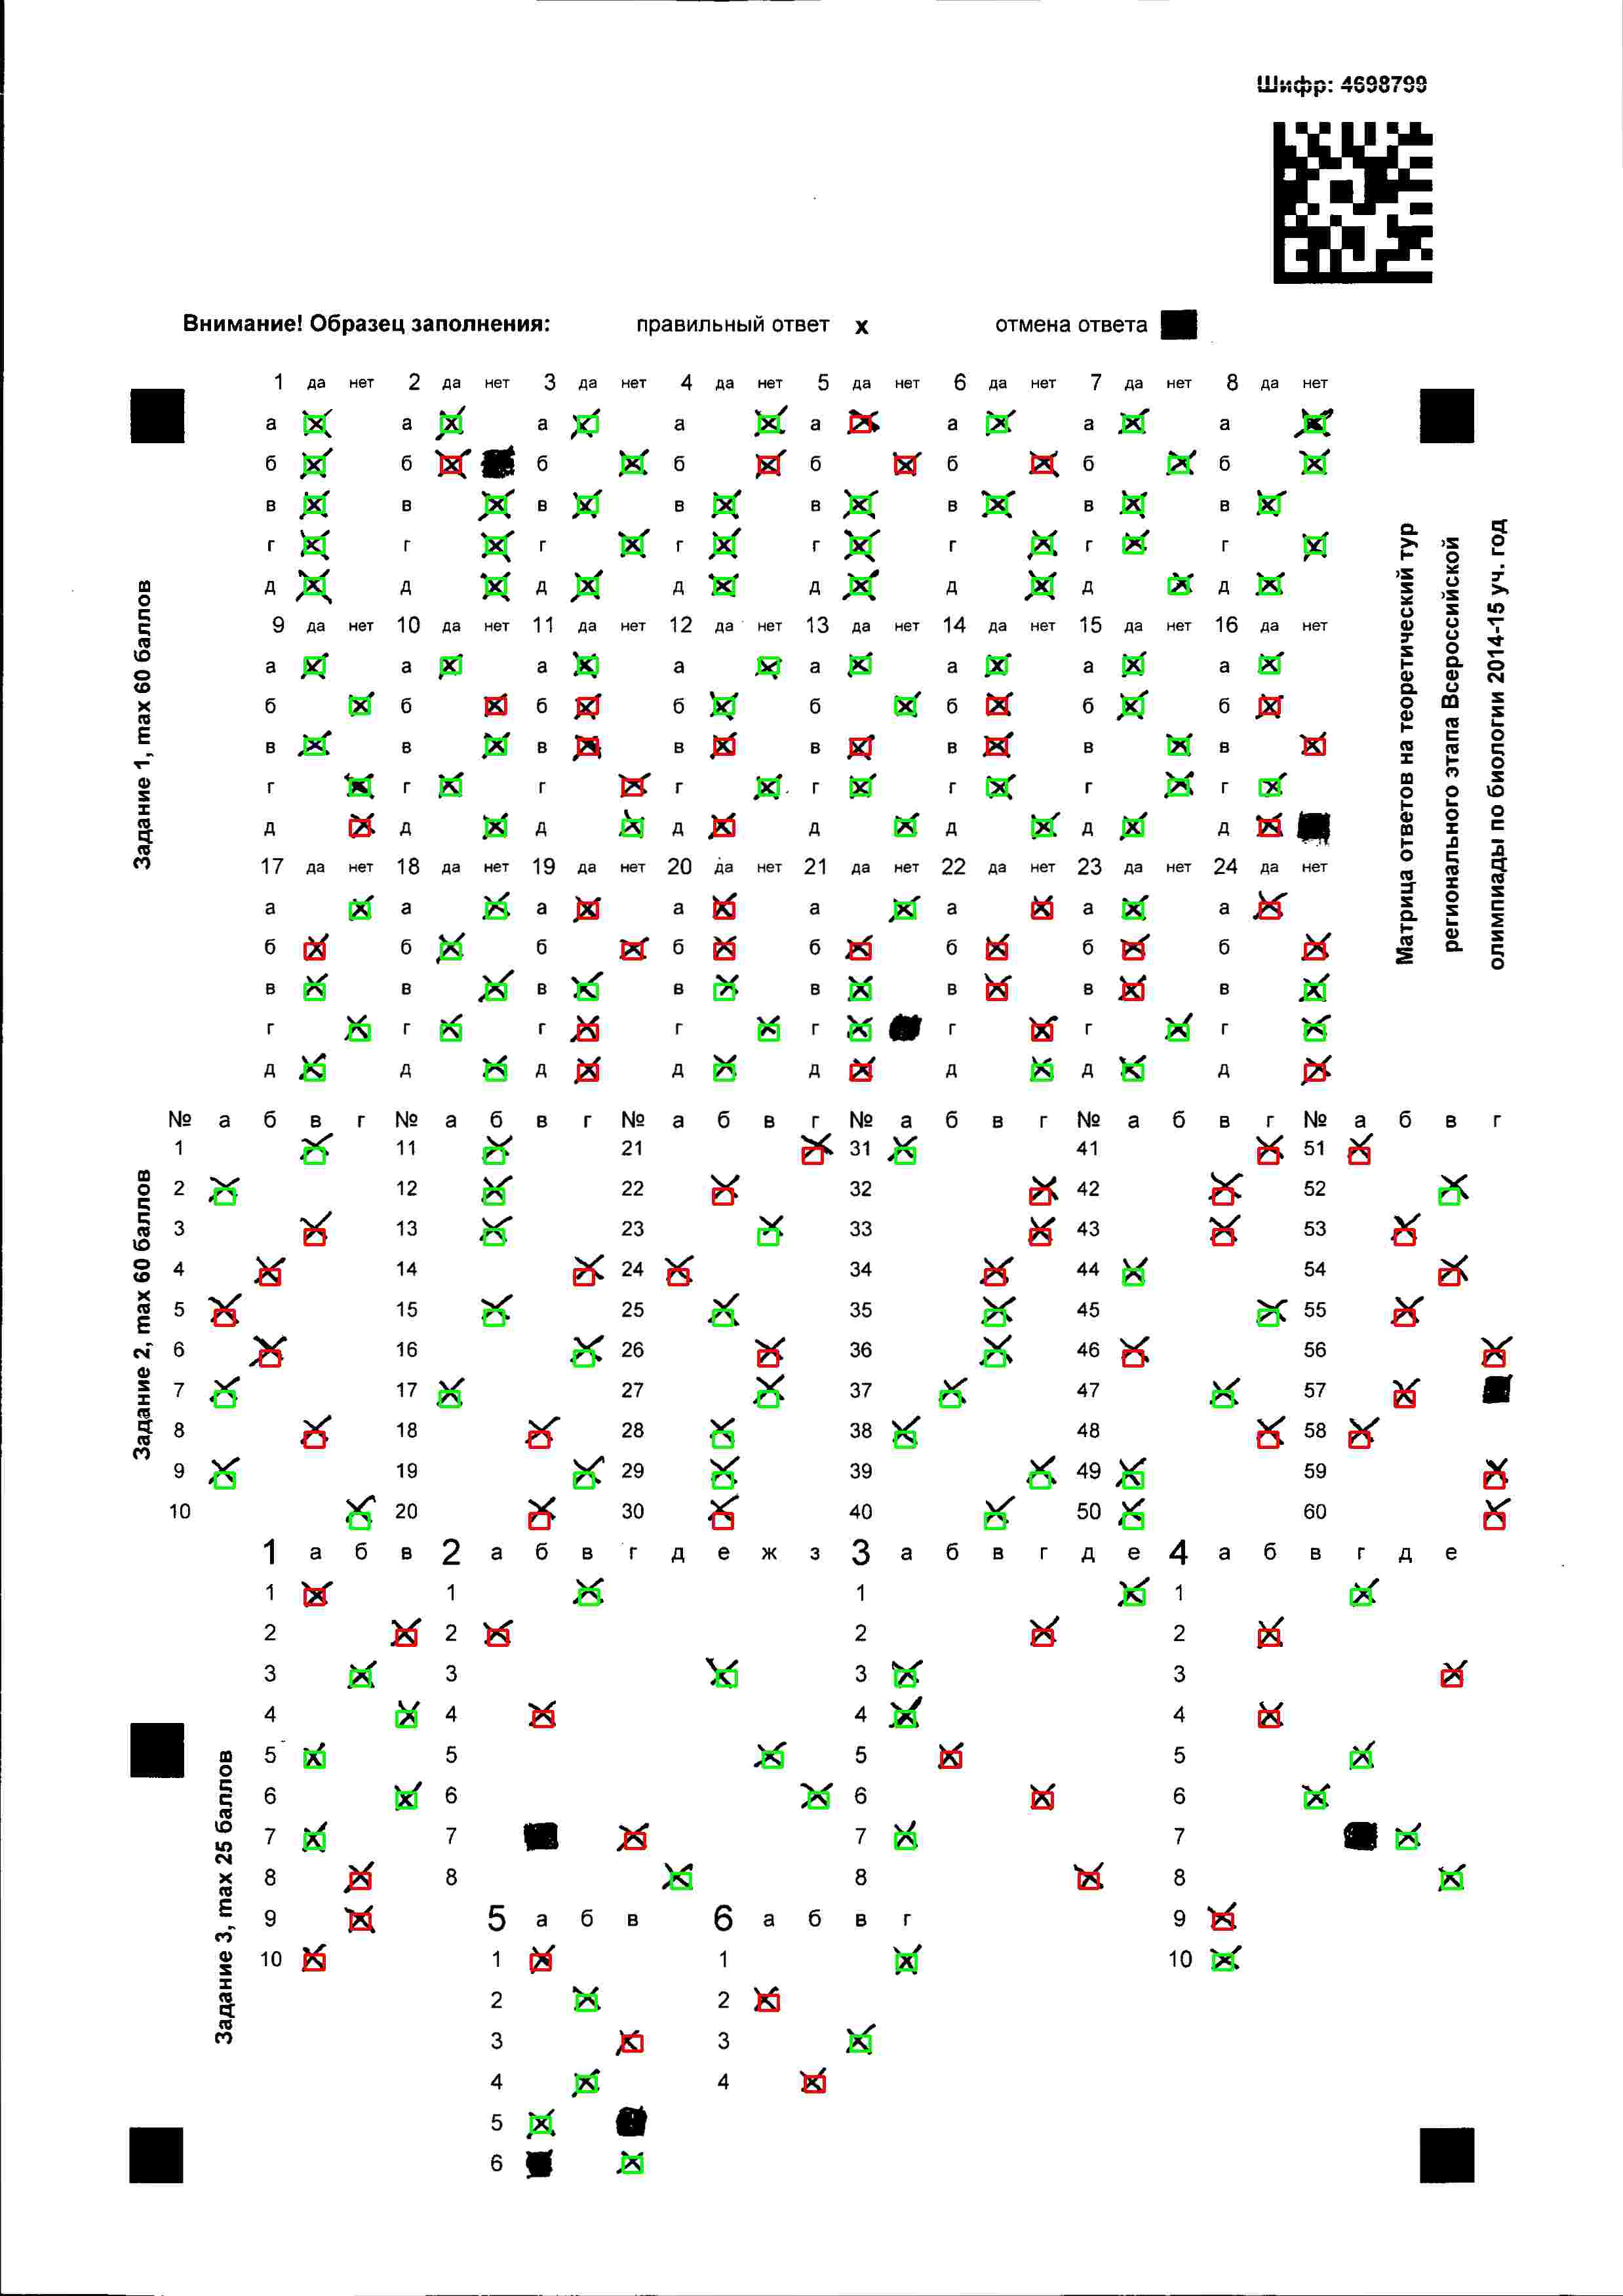 Шифр: 4698799
Внимание! Образец заполнения: правильный ответ х отмена ответа
1 да нет 2 да нет 3 да нет 4 да нет 5 да нет 6 да нет 7 да нет 8 да нет
а а а а а а а а
б б б б б б б б
в в в в в в в в
г г г г г г г г
д д д д д д д д
9 да нет 10 да нет 11 да нет 12 да нет 13 да нет 14 да нет 15 да нет 16 да нет
а а а а а а а а
б б б б б б б б
в в в в в в в в
г г г г г г г г
д д д д д д д д
17 да нет 18 да нет 19 да нет 20 да нет 21 да нет 22 да нет 23 да нет 24 да нет
а а а а а а а а
б б б б б б б б
в в в в в в в в
г г г г г г г г
д д д д д д д д
Задание 1, max 60 баллов
Матрица ответов на теоретический тур
регионального этапа Всероссийской
олимпиады по биологии 2014-15 уч. год
№ а б в г № а б в г № а б в г № а б в г № а б в г № а б в г
1 11 21 31 41 51
2 12 22 32 42 52
3 13 23 33 43 53
4 14 24 34 44 54
5 15 25 35 45 55
6 16 26 36 46 56
7 17 27 37 47 57
8 18 28 38 48 58
9 19 29 39 49 59
10 20 30 40 50 60
Задание 2, max 60 баллов
1 а б в 2 а б в г д е ж з 3 а б в г д е 4 а б в г д е
1 1 1 1
2 2 2 2
3 3 3 3
4 4 4 4
5 5 5 5
6 6 6 6
7 7 7 7
8 8 8 8
9 5 а б в 6 а б в г 9
10 1 1 10
2 2
3 3
4 4
5
6
Задание 3, max 25 баллов